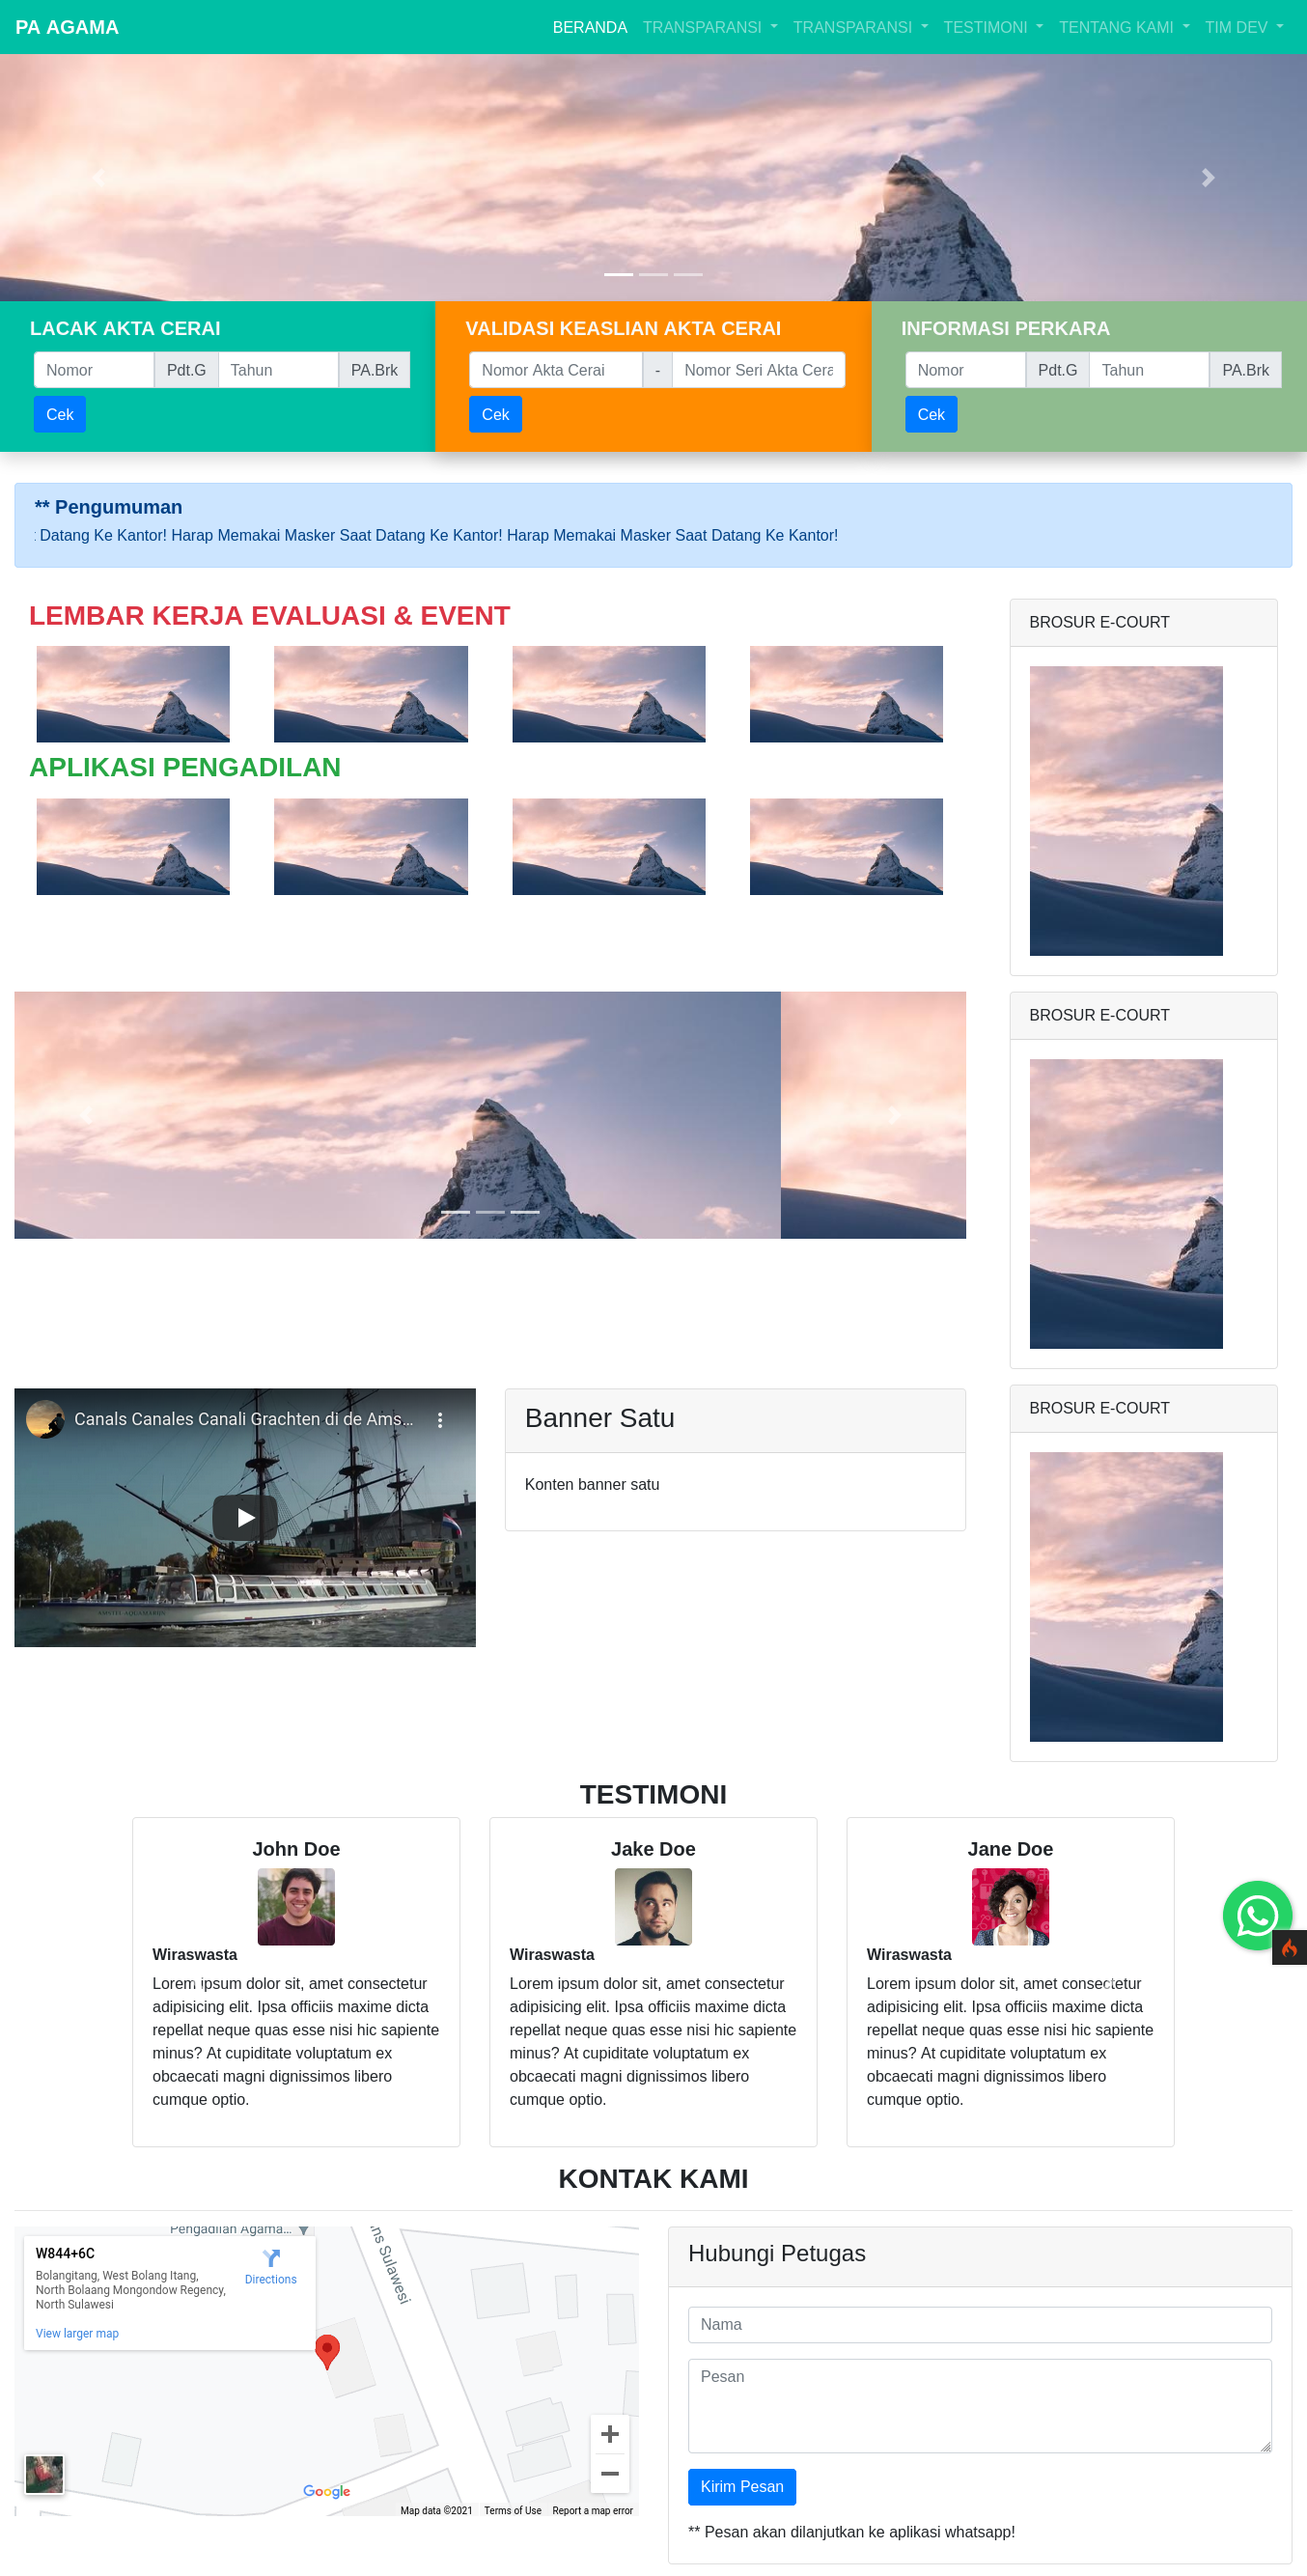 PA AGAMA
BERANDA TRANSPARANSI TRANSPARANSI TESTIMONI TENTANG KAMI TIM DEV
LACAK AKTA CERAI
Nomor Pdt.G Tahun PA.Brk
Cek
VALIDASI KEASLIAN AKTA CERAI
Nomor Akta Cerai - Nomor Seri Akta Cera
Cek
INFORMASI PERKARA
Nomor Pdt.G Tahun PA.Brk
Cek
** Pengumuman
Datang Ke Kantor! Harap Memakai Masker Saat Datang Ke Kantor! Harap Memakai Masker Saat Datang Ke Kantor!
LEMBAR KERJA EVALUASI & EVENT
APLIKASI PENGADILAN
BROSUR E-COURT
BROSUR E-COURT
Canals Canales Canali Grachten di de Ams...
Banner Satu
Konten banner satu
BROSUR E-COURT
TESTIMONI
John Doe
Wiraswasta
Lorem ipsum dolor sit, amet consectetur
adipisicing elit. Ipsa officiis maxime dicta
repellat neque quas esse nisi hic sapiente
minus? At cupiditate voluptatum ex
obcaecati magni dignissimos libero
cumque optio.
Jake Doe
Wiraswasta
Lorem ipsum dolor sit, amet consectetur
adipisicing elit. Ipsa officiis maxime dicta
repellat neque quas esse nisi hic sapiente
minus? At cupiditate voluptatum ex
obcaecati magni dignissimos libero
cumque optio.
Jane Doe
Wiraswasta
Lorem ipsum dolor sit, amet consectetur
adipisicing elit. Ipsa officiis maxime dicta
repellat neque quas esse nisi hic sapiente
minus? At cupiditate voluptatum ex
obcaecati magni dignissimos libero
cumque optio.
KONTAK KAMI
Pengadilan Agama...
W844+6C
Bolangitang, West Bolang Itang,
North Bolaang Mongondow Regency,
North Sulawesi
Directions
View larger map
ns Sulawesi
Google
Map data ©2021 Terms of Use Report a map error
Hubungi Petugas
Nama
Pesan
Kirim Pesan
** Pesan akan dilanjutkan ke aplikasi whatsapp!